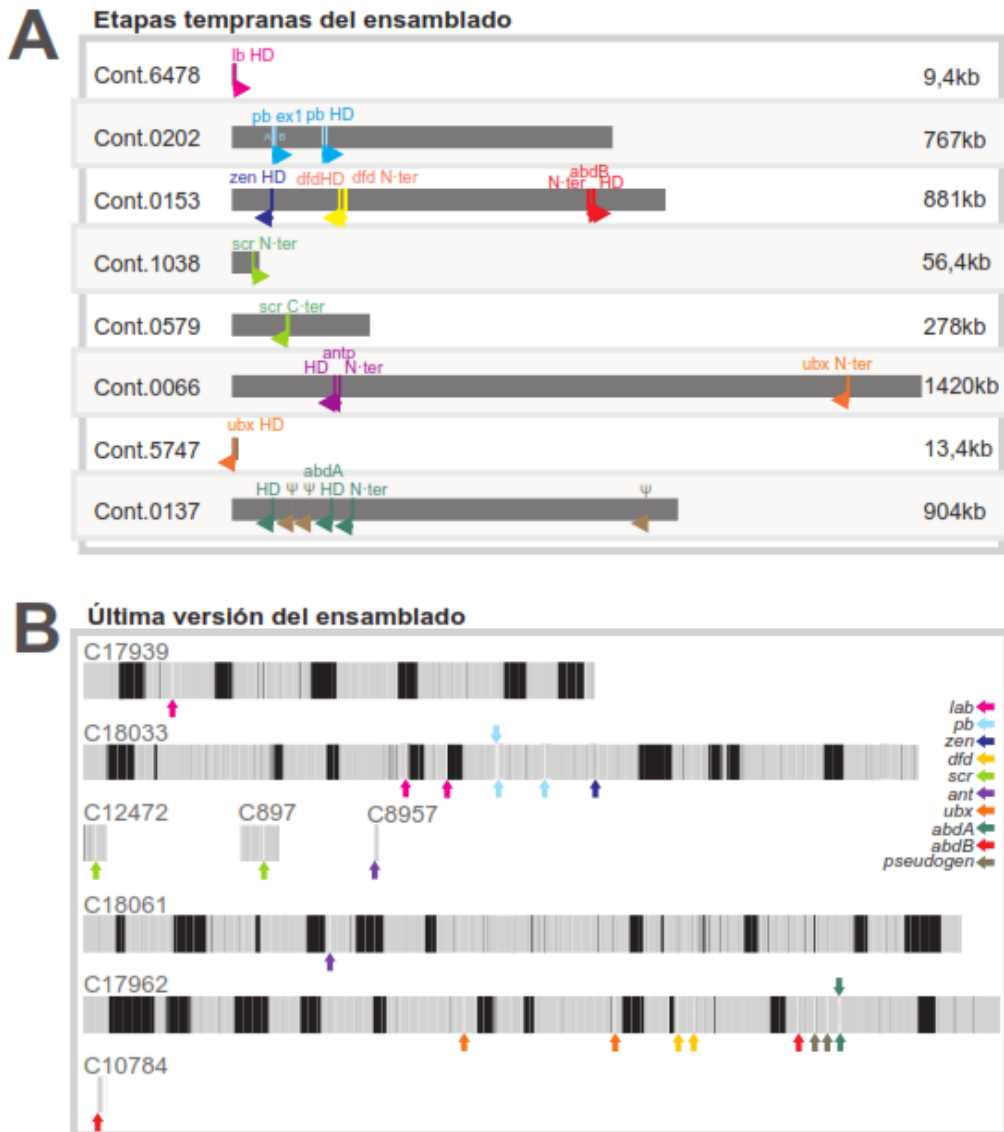 A
Etapas tempranas del ensamblado
lb HD
Cont.6478
9,4kb
pb ex1 pb HD
A B
Cont.0202
767kb
zen HD dfdHD dfd N-ter
abdB
N-ter HD
Cont.0153
881kb
scr N·ter
Cont.1038
56,4kb
scr C·ter
Cont.0579
278kb
antp
HD N·ter
ubx N·ter
Cont.0066
1420kb
ubx HD
Cont.5747
13,4kb
abdA
HD Ψ Ψ HD N·ter Ψ
Cont.0137
904kb
B
Última versión del ensamblado
C17939
C18033
C12472 C897 C8957
C18061
C17962
C10784
lab
pb
zen
dfd
scr
ant
ubx
abdA
abdB
pseudogen